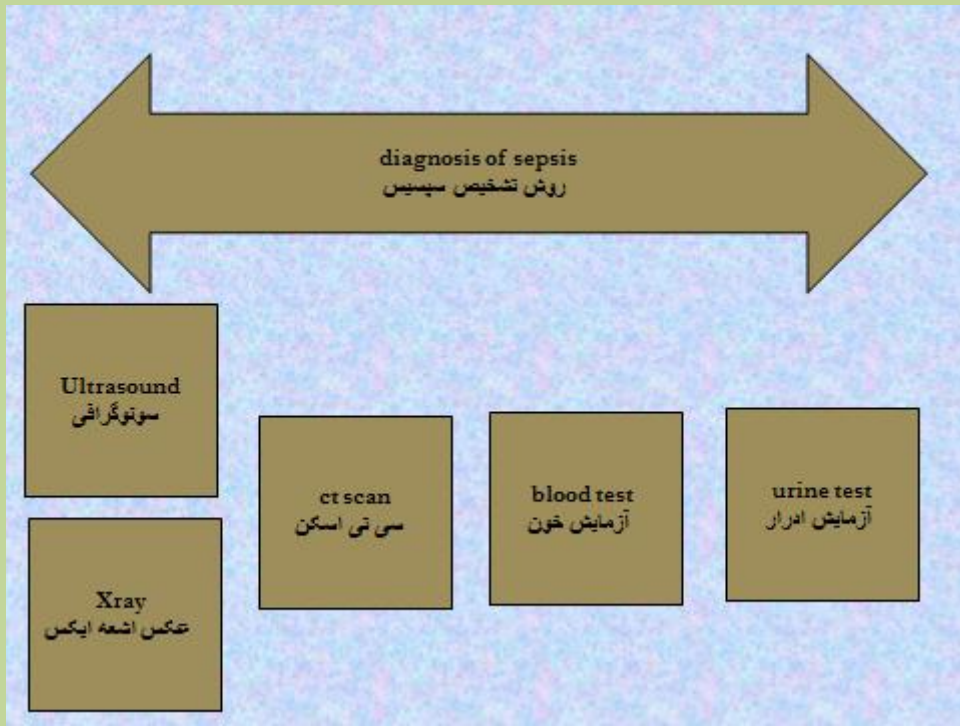 diagnosis of sepsis
روش تشخیص سپسیس
Ultrasound
سونوگرافی
ct scan
سی تی اسکن
blood test
آزمایش خون
urine test
آزمایش ادرار
Xray
عکس اشعه ایکس